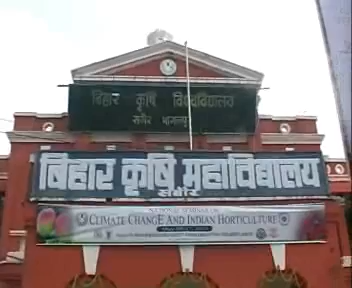 बिहार कृषि विश्वविद्यालय
सबौर भागलपुर
बिहार कृषि महाविद्यालय
सबौर
NATIONAL SEMINAR ON
CLIMATE CHANGE AND INDIAN HORTICULTURE